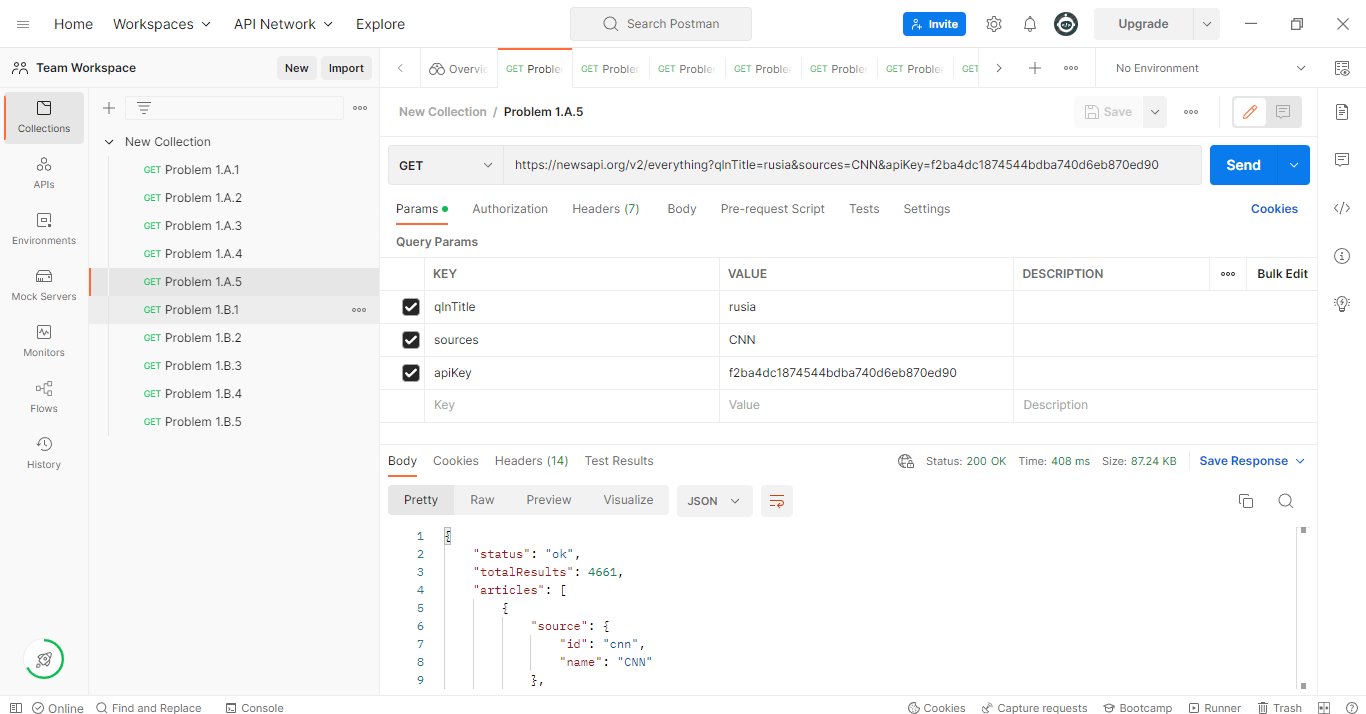 Home Workspaces API Network Explore Search Postman Invite Upgrade
Team Workspace New Import Overvie GET Probler GET Probler GET Probler GET Probler GET Probler GET Probler GET No Environment
New Collection / Problem 1.A.5 Save
Collections
APIs
Environments
Mock Servers
Monitors
Flows
History
New Collection
GET Problem 1.A.1
GET Problem 1.A.2
GET Problem 1.A.3
GET Problem 1.A.4
GET Problem 1.A.5
GET Problem 1.B.1
GET Problem 1.B.2
GET Problem 1.B.3
GET Problem 1.B.4
GET Problem 1.B.5
GET https://newsapi.org/v2/everything?qInTitle=rusia&sources=CNN&apiKey=f2ba4dc1874544bdba740d6eb870ed90 Send
Params Authorization Headers (7) Body Pre-request Script Tests Settings Cookies
Query Params
KEY VALUE DESCRIPTION Bulk Edit
qInTitle rusia
sources CNN
apiKey f2ba4dc1874544bdba740d6eb870ed90
Key Value Description
Body Cookies Headers (14) Test Results Status: 200 OK Time: 408 ms Size: 87.24 KB Save Response
Pretty Raw Preview Visualize JSON
1 {
2 "status": "ok",
3 "totalResults": 4661,
4 "articles": [
5 {
6 "source": {
7 "id": "cnn",
8 "name": "CNN"
9 },
Online Find and Replace Console Cookies Capture requests Bootcamp Runner Trash